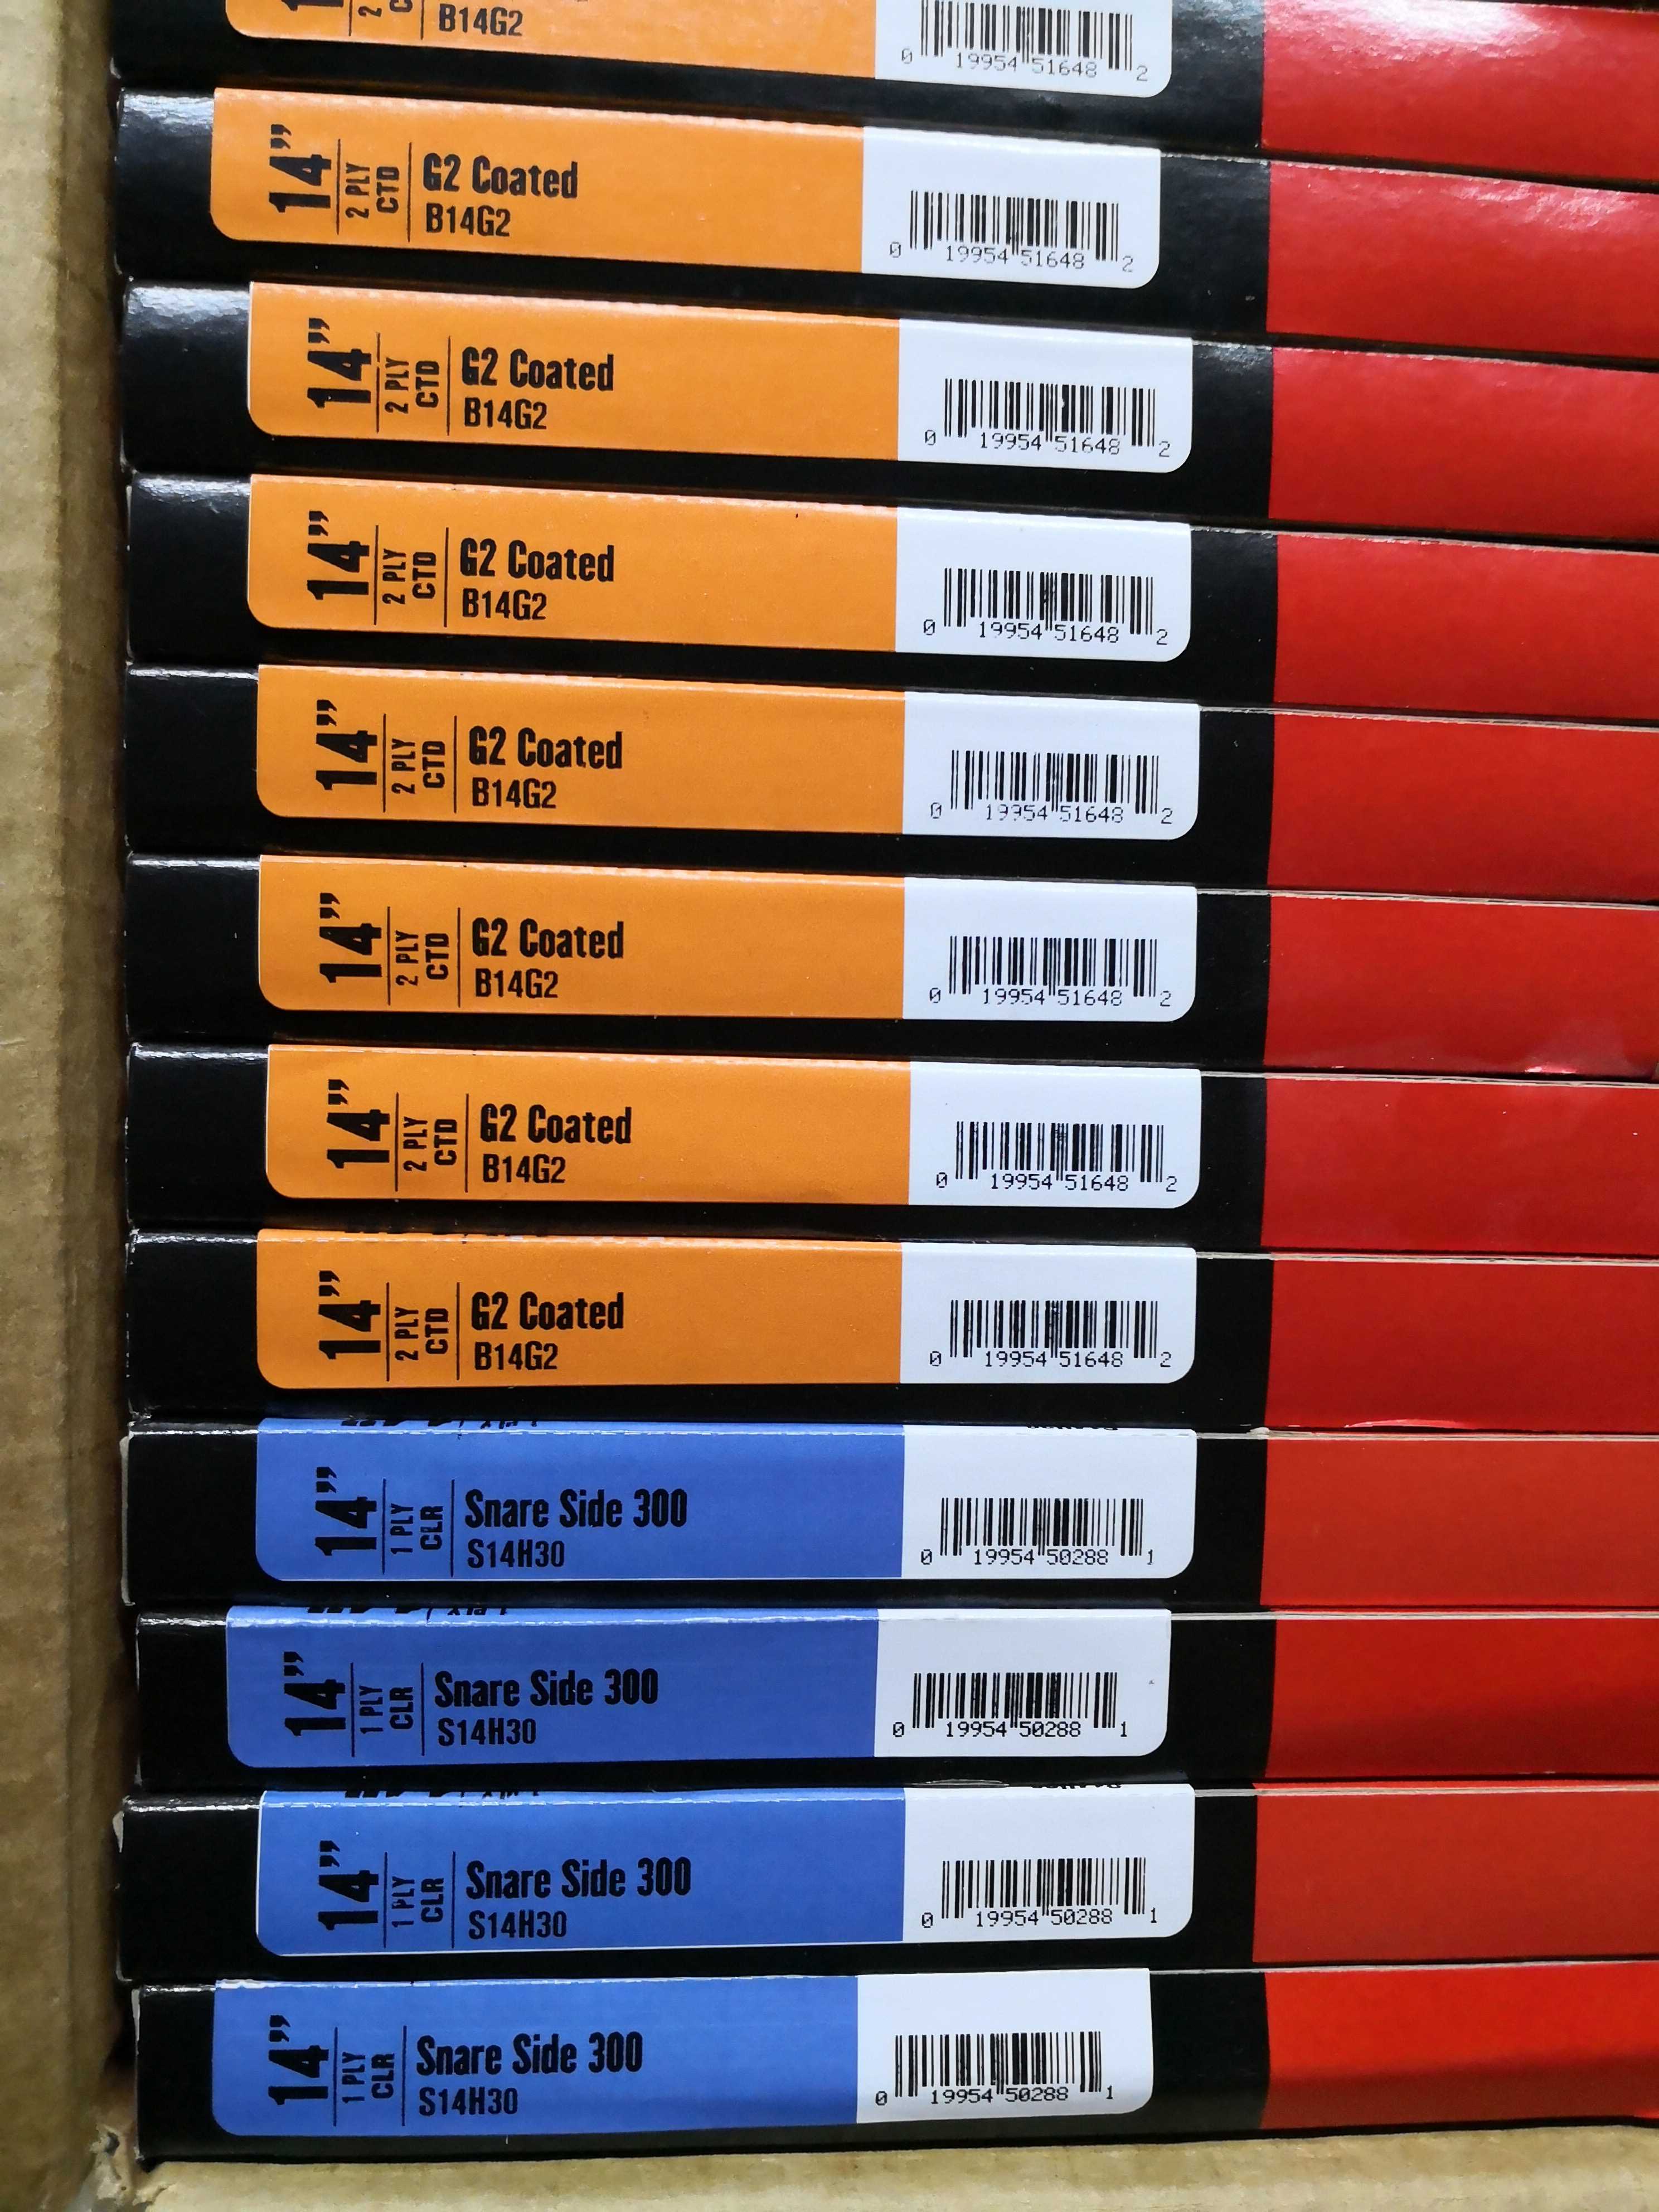 B14G2
0 19954 51648 2
14"
2 PLY
CTD
G2 Coated
B14G2
0 19954 51648 2
14"
2 PLY
CTD
G2 Coated
B14G2
0 19954 51648 2
14"
2 PLY
CTD
G2 Coated
B14G2
0 19954 51648 2
14"
2 PLY
CTD
G2 Coated
B14G2
0 19954 51648 2
14"
2 PLY
CTD
G2 Coated
B14G2
0 19954 51648 2
14"
2 PLY
CTD
G2 Coated
B14G2
0 19954 51648 2
14"
2 PLY
CTD
G2 Coated
B14G2
0 19954 51648 2
14"
1 PLY
CLR
Snare Side 300
S14H30
0 19954 50288 1
14"
1 PLY
CLR
Snare Side 300
S14H30
0 19954 50288 1
14"
1 PLY
CLR
Snare Side 300
S14H30
0 19954 50288 1
14"
1 PLY
CLR
Snare Side 300
S14H30
0 19954 50288 1